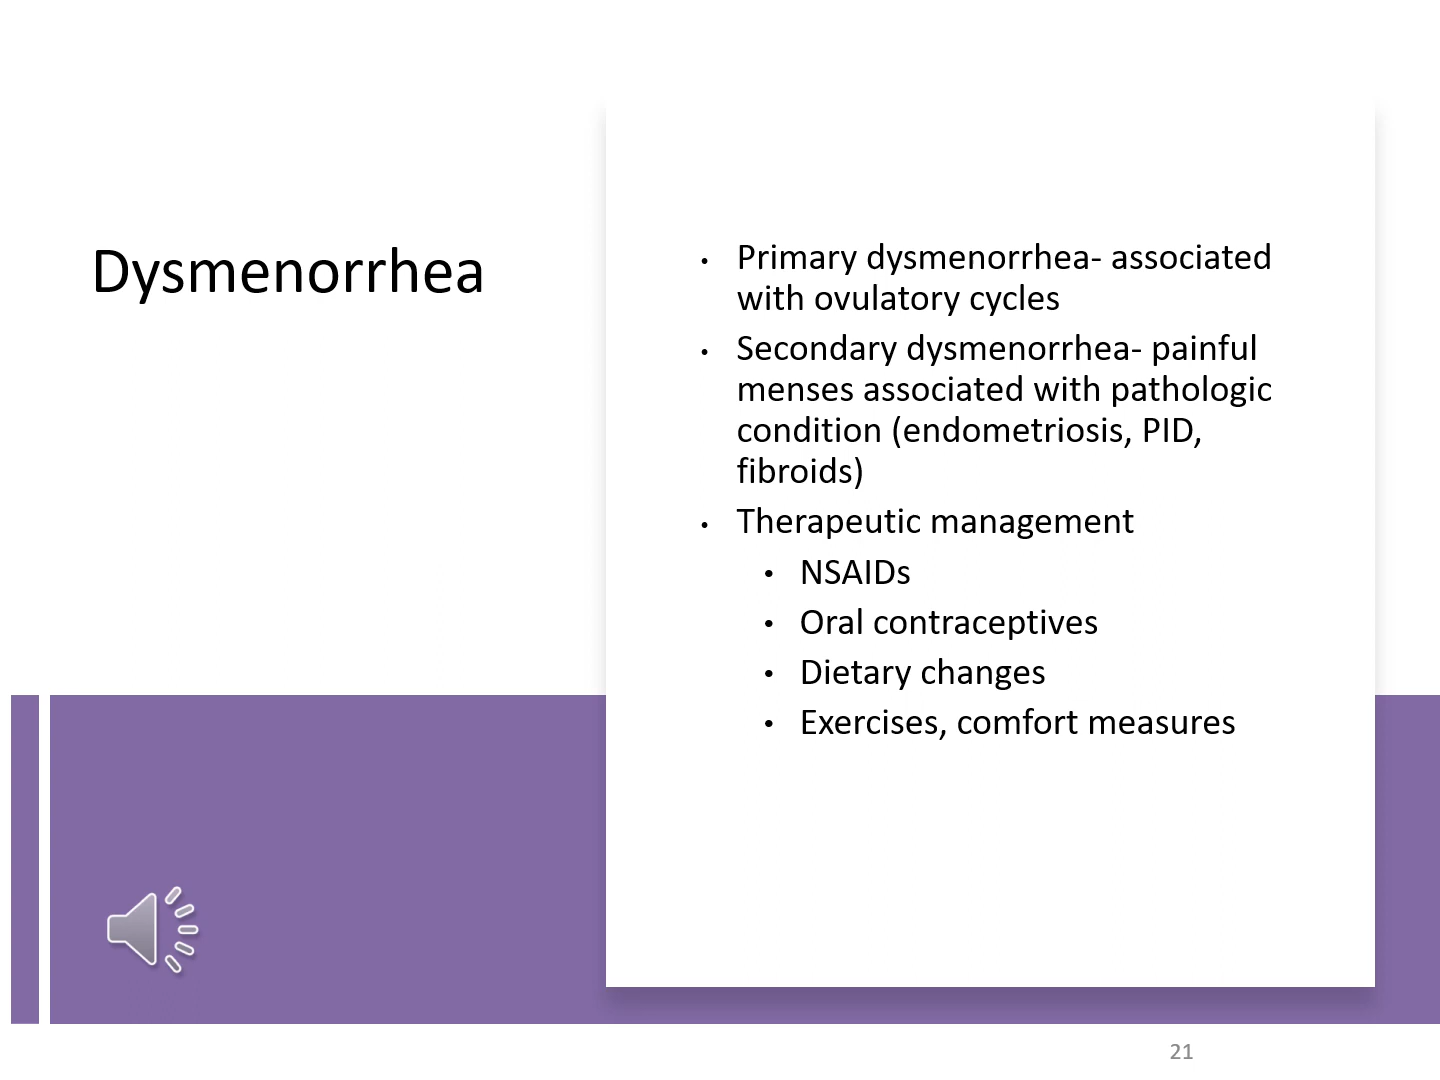 Dysmenorrhea
• Primary dysmenorrhea- associated
with ovulatory cycles
• Secondary dysmenorrhea- painful
menses associated with pathologic
condition (endometriosis, PID,
fibroids)
• Therapeutic management
• NSAIDs
• Oral contraceptives
• Dietary changes
• Exercises, comfort measures
21